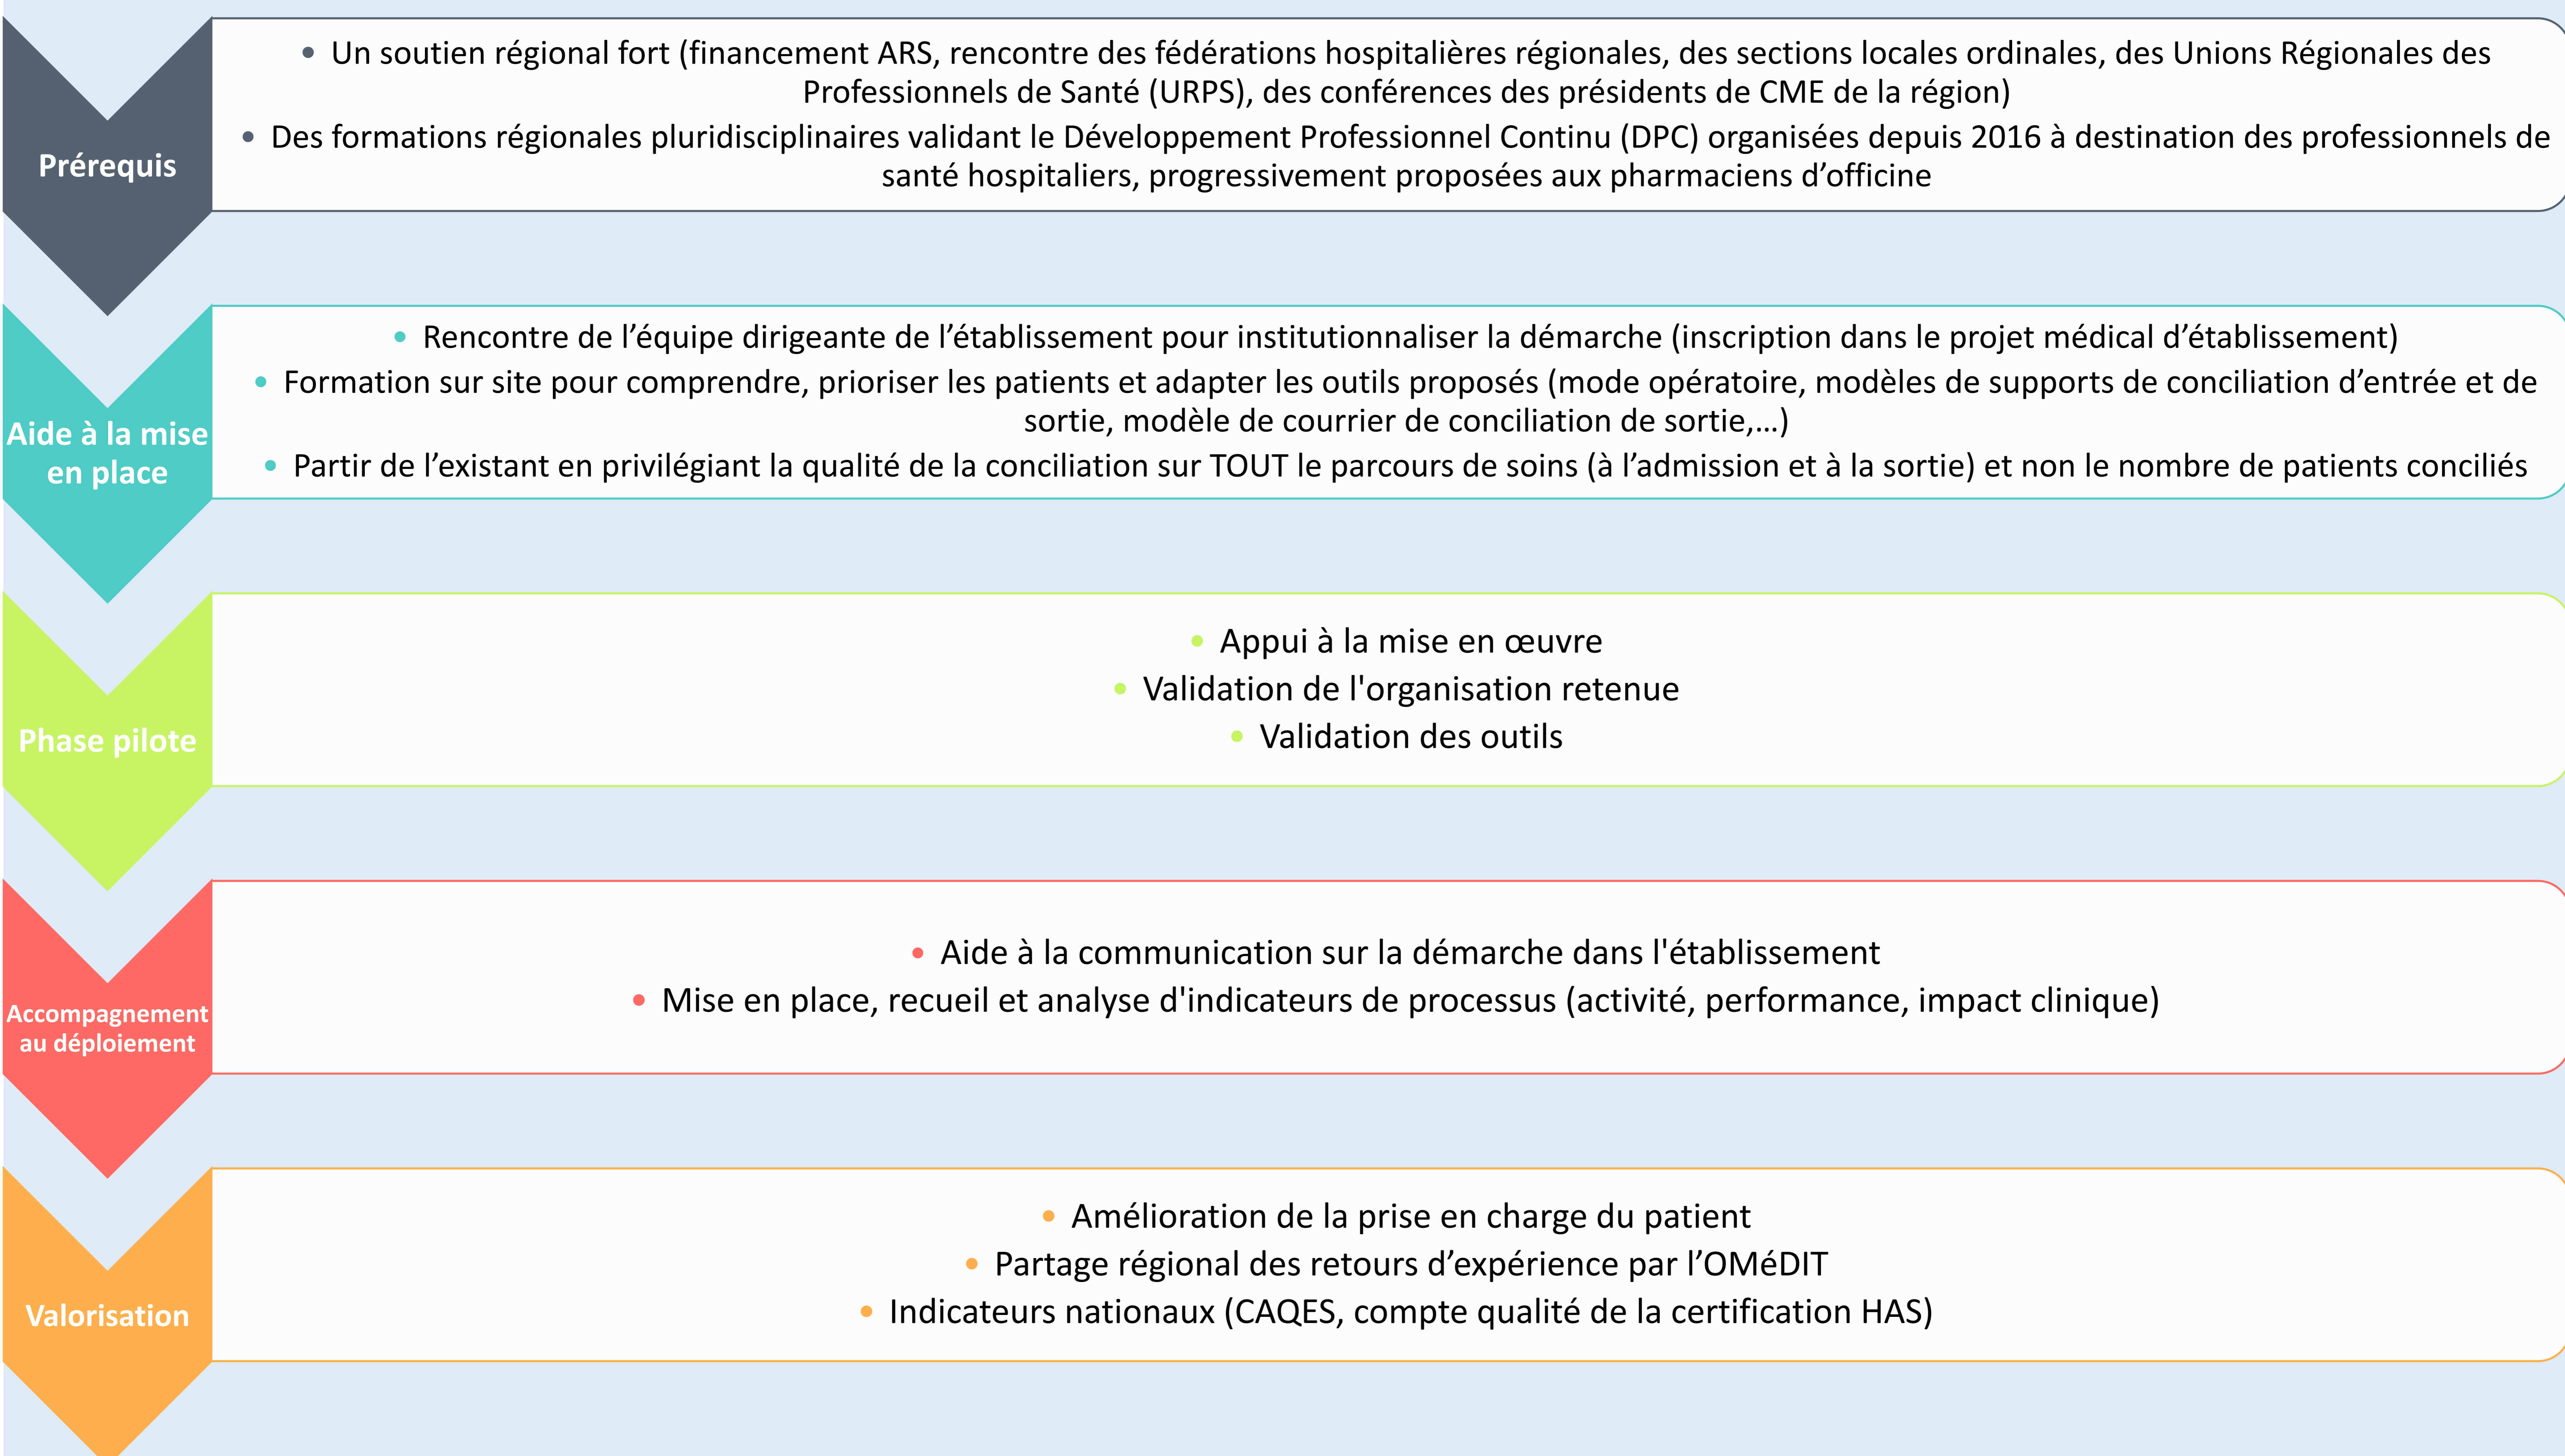 Prérequis
• Un soutien régional fort (financement ARS, rencontre des fédérations hospitalières régionales, des sections locales ordinales, des Unions Régionales des
Professionnels de Santé (URPS), des conférences des présidents de CME de la région)
• Des formations régionales pluridisciplinaires validant le Développement Professionnel Continu (DPC) organisées depuis 2016 à destination des professionnels de
santé hospitaliers, progressivement proposées aux pharmaciens d’officine
Aide à la mise
en place
• Rencontre de l’équipe dirigeante de l’établissement pour institutionnaliser la démarche (inscription dans le projet médical d’établissement)
• Formation sur site pour comprendre, prioriser les patients et adapter les outils proposés (mode opératoire, modèles de supports de conciliation d’entrée et de
sortie, modèle de courrier de conciliation de sortie,…)
• Partir de l’existant en privilégiant la qualité de la conciliation sur TOUT le parcours de soins (à l’admission et à la sortie) et non le nombre de patients conciliés
Phase pilote
• Appui à la mise en œuvre
• Validation de l'organisation retenue
• Validation des outils
Accompagnement
au déploiement
• Aide à la communication sur la démarche dans l'établissement
• Mise en place, recueil et analyse d'indicateurs de processus (activité, performance, impact clinique)
Valorisation
• Amélioration de la prise en charge du patient
• Partage régional des retours d’expérience par l’OMéDIT
• Indicateurs nationaux (CAQES, compte qualité de la certification HAS)